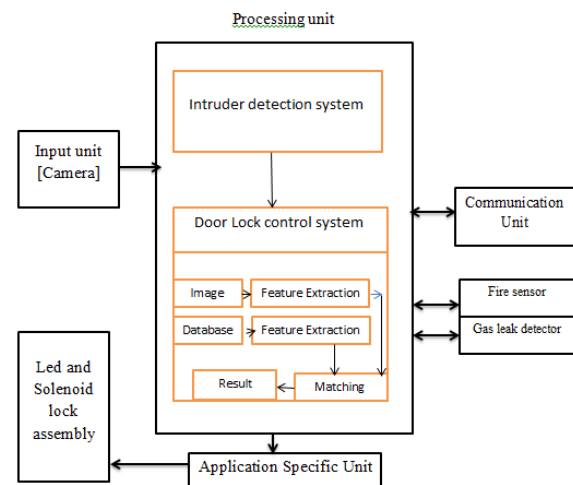 Processing unit
Intruder detection system
Input unit
[Camera]
Door Lock control system
Communication
Unit
Image
Feature Extraction
Fire sensor
Database
Feature Extraction
Gas leak detector
Led and
Solenoid
lock
assembly
Result
Matching
Application Specific Unit